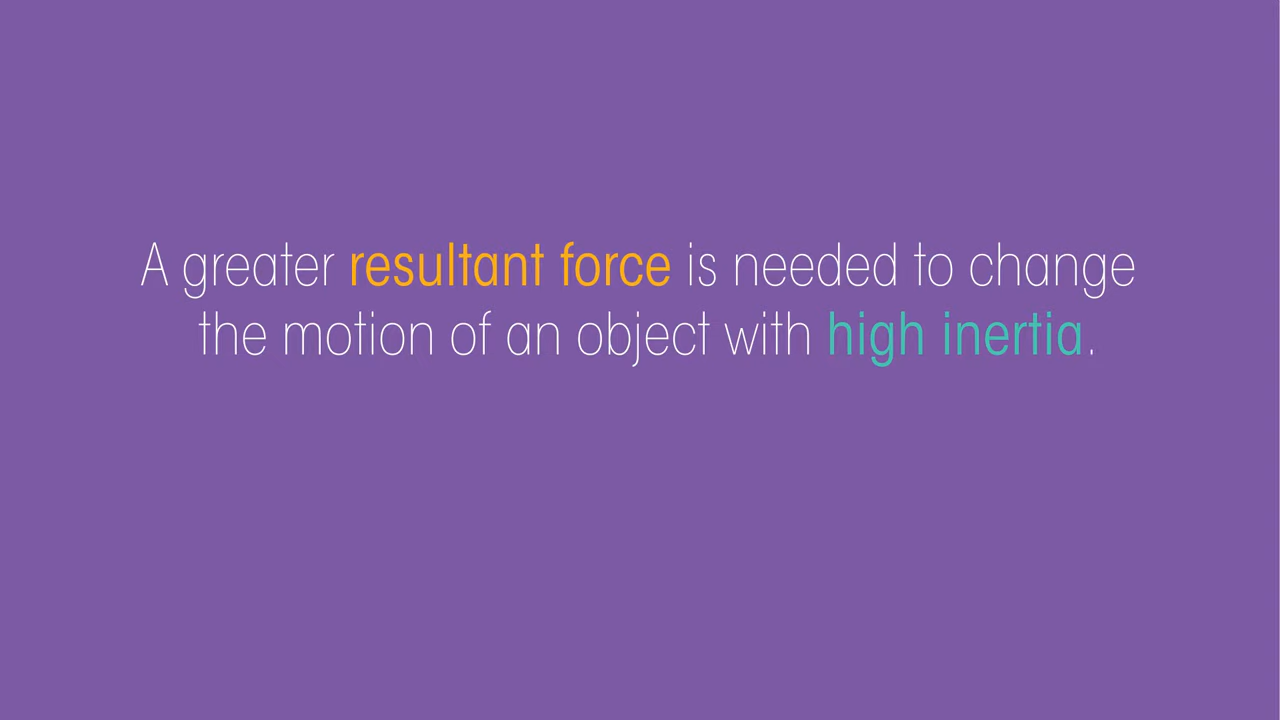 A greater resultant force is needed to change
the motion of an object with high inertia.